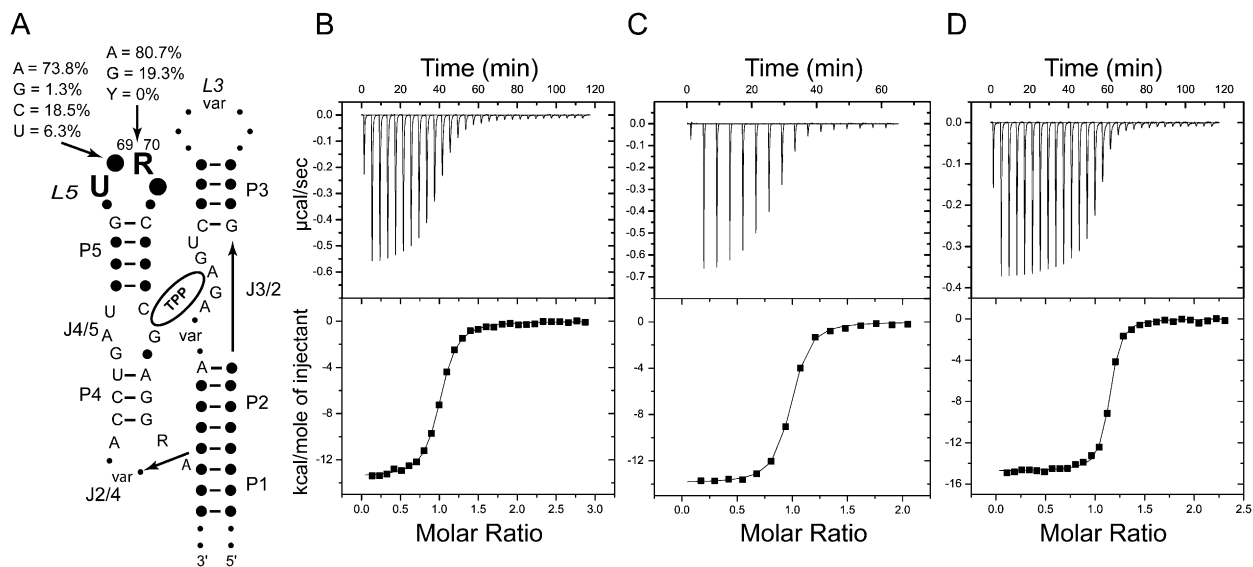 A
A = 73.8%
G = 1.3%
C = 18.5%
U = 6.3%
A = 80.7%
G = 19.3%
Y = 0%
L3
var
69 70
R
U
L5
P3
G C
C G
P5
U
G
A
G
A
TPP
J3/2
U C
J4/5
A G
G
var
A
U A
P4
C G
C G
P2
A
R
A
var
J2/4
P1
3' 5'
B
Time (min)
0 20 40 60 80 100 120
µcal/sec
0.0
-0.1
-0.2
-0.3
-0.4
-0.5
-0.6
kcal/mole of injectant
0
-4
-8
-12
0.0 0.5 1.0 1.5 2.0 2.5 3.0
Molar Ratio
C
Time (min)
0 20 40 60
0.0
-0.1
-0.2
-0.3
-0.4
-0.5
-0.6
-0.7
0
-4
-8
-12
0.0 0.5 1.0 1.5 2.0
Molar Ratio
D
Time (min)
0 20 40 60 80 100 120
0.0
-0.1
-0.2
-0.3
-0.4
0
-4
-8
-12
-16
0.0 0.5 1.0 1.5 2.0 2.5
Molar Ratio